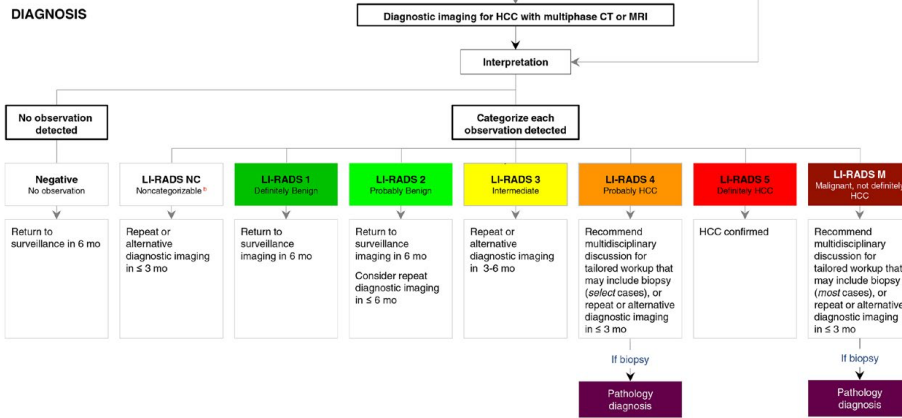 DIAGNOSIS
Diagnostic imaging for HCC with multiphase CT or MRI
Interpretation
No observation
detected
Categorize each
observation detected
Negative
No observation
LI-RADS NC
Noncategorizable
LI-RADS 1
Definitely Benign
LI-RADS 2
Probably Benign
LI-RADS 3
Intermediate
LI-RADS 4
Probably HCC
LI-RADS 5
Definitely HCC
LI-RADS M
Malignant, not definitely
HCC
Return to
surveillance in 6 mo
Repeat or
alternative
diagnostic imaging
in ≤ 3 mo
Return to
surveillance
imaging in 6 mo
Return to
surveillance
imaging in 6 mo
Consider repeat
diagnostic imaging
in ≤ 6 mo
Repeat or
alternative
diagnostic imaging
in 3-6 mo
Recommend
multidisciplinary
discussion for
tailored workup that
may include biopsy
(select cases), or
repeat or alternative
diagnostic imaging
in ≤ 3 mo
HCC confirmed
Recommend
multidisciplinary
discussion for
tailored workup that
may include biopsy
(most cases), or
repeat or alternative
diagnostic imaging
in ≤ 3 mo
If biopsy
If biopsy
Pathology
diagnosis
Pathology
diagnosis